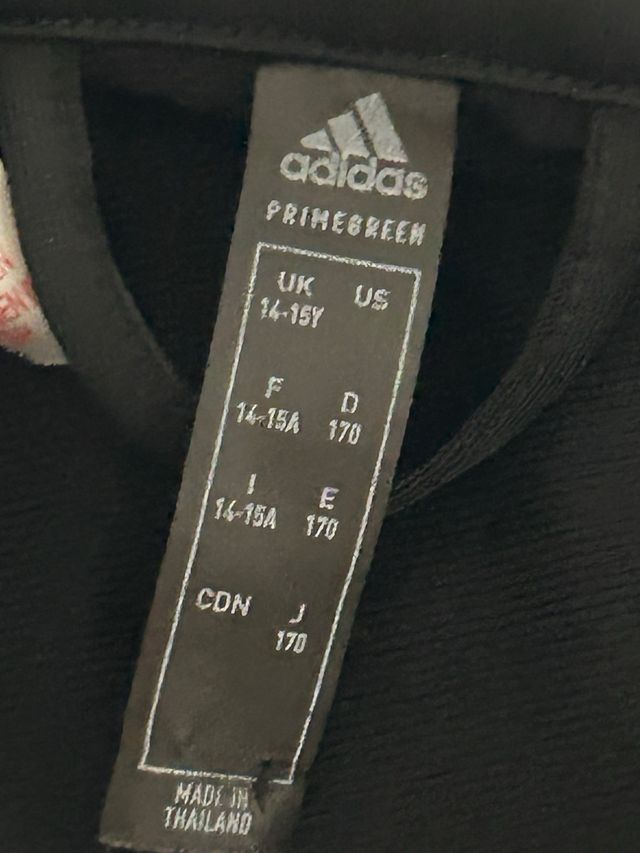 adidas
PRIMEGREEN
UK US
14-15Y
F D
14-15A 170
I E
14-15A 170
CDN J
170
MADE IN
THAILAND